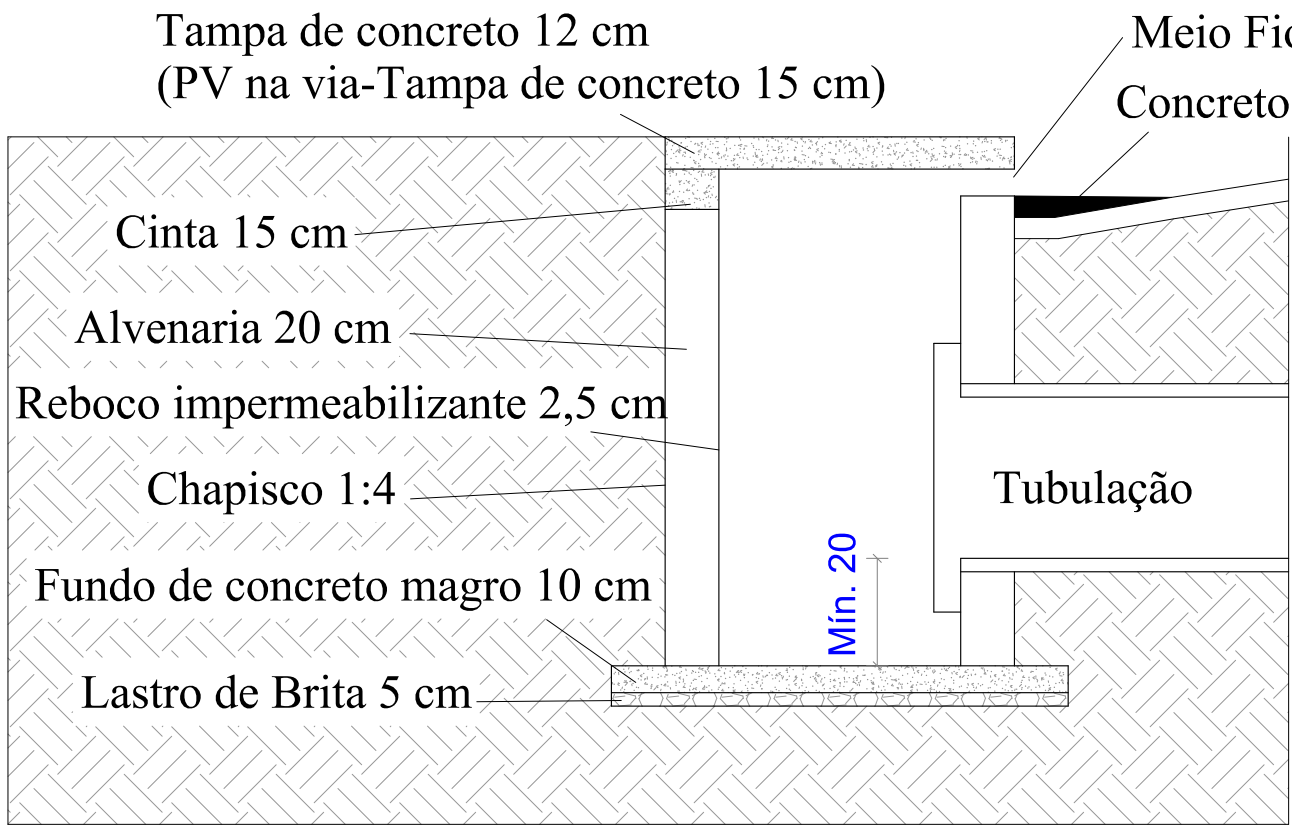 Tampa de concreto 12 cm
(PV na via-Tampa de concreto 15 cm)
Meio Fio
Concreto
Cinta 15 cm
Alvenaria 20 cm
Reboco impermeabilizante 2,5 cm
Chapisco 1:4
Tubulação
Mín. 20
Fundo de concreto magro 10 cm
Lastro de Brita 5 cm